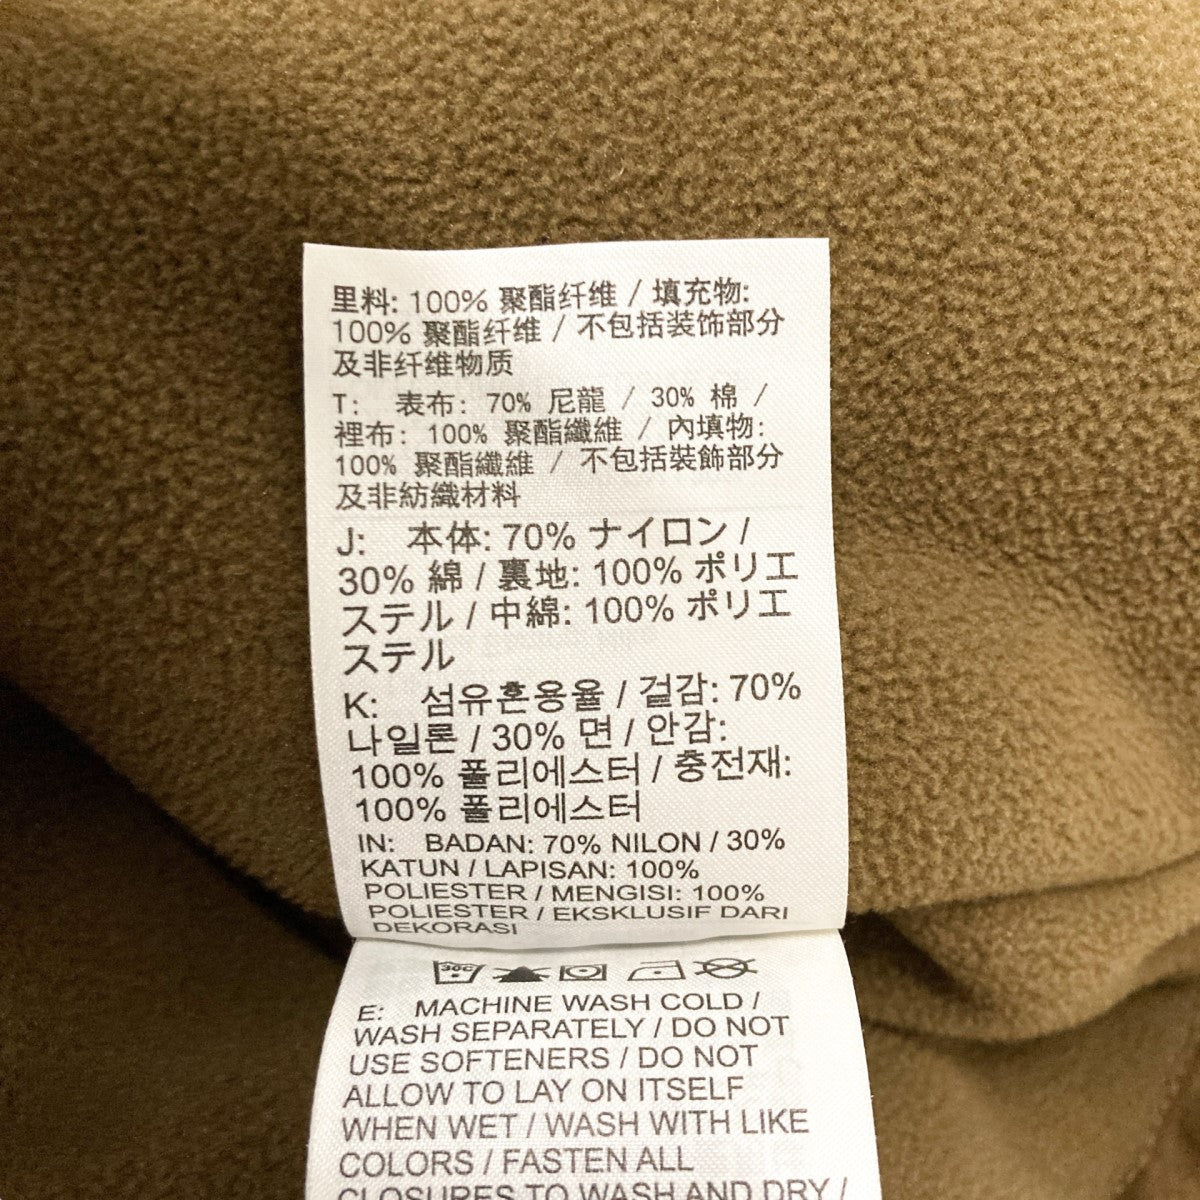 里料: 100% 聚酯纤维 / 填充物:
100% 聚酯纤维 / 不包括装饰部分
及非纤维物质
T: 表布: 70% 尼龍 / 30% 棉 /
裡布: 100% 聚酯纖維 / 內填物:
100% 聚酯纖維 / 不包括裝飾部分
及非紡織材料
J: 本体: 70% ナイロン /
30% 綿 / 裏地: 100% ポリエ
ステル / 中綿: 100% ポリエ
ステル
K: 섬유혼용율 / 겉감: 70%
나일론 / 30% 면 / 안감:
100% 폴리에스터 / 충전재:
100% 폴리에스터
IN: BADAN: 70% NILON / 30%
KATUN / LAPISAN: 100%
POLIESTER / MENGISI: 100%
POLIESTER / EKSKLUSIF DARI
DEKORASI
30C
E: MACHINE WASH COLD /
WASH SEPARATELY / DO NOT
USE SOFTENERS / DO NOT
ALLOW TO LAY ON ITSELF
WHEN WET / WASH WITH LIKE
COLORS / FASTEN ALL
CLOSURES TO WASH AND DRY /